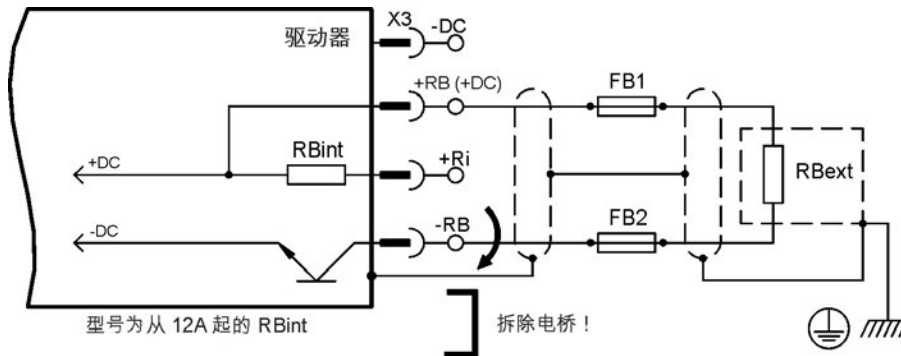 驱动器
X3
-DC
+RB (+DC)
FB1
+DC
RBint
+Ri
RBext
-DC
-RB
FB2
型号为从 12A 起的 RBint
拆除电桥！